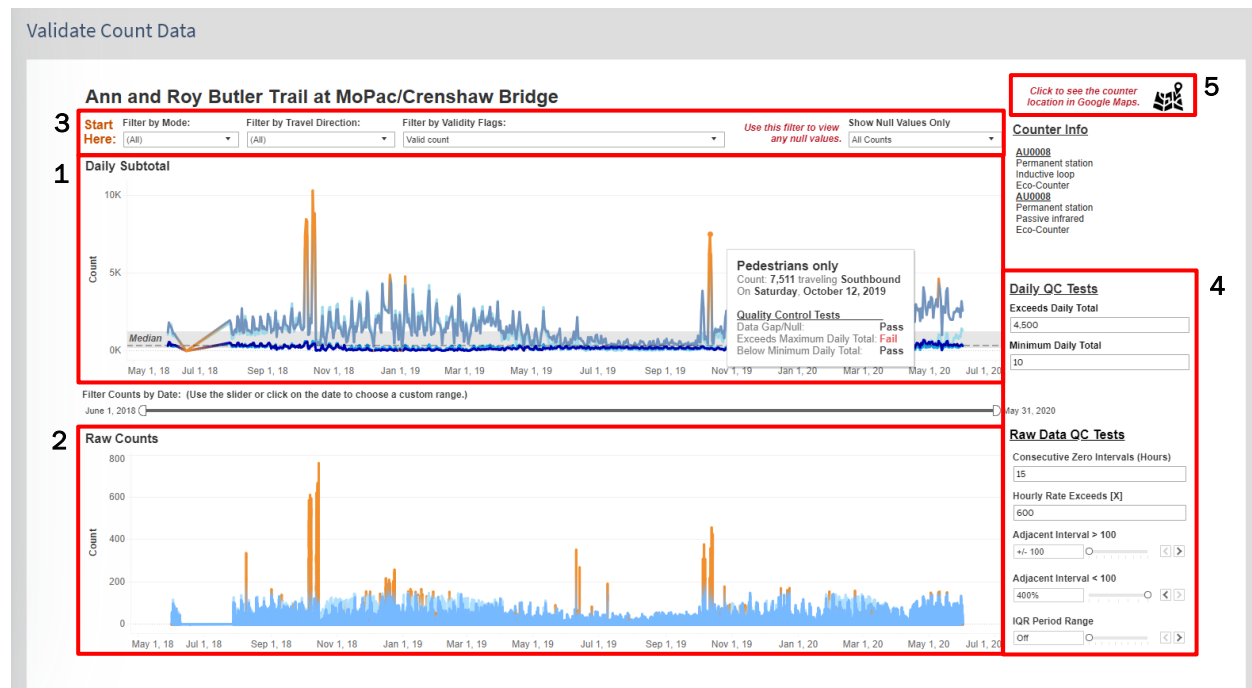 Validate Count Data
Ann and Roy Butler Trail at MoPac/Crenshaw Bridge
Click to see the counter
location in Google Maps.
5
3
Start
Here:
Filter by Mode:
(All)
Filter by Travel Direction:
(All)
Filter by Validity Flags:
Valid count
Use this filter to view
any null values.
Show Null Values Only
All Counts
Counter Info
AU0008
Permanent station
Inductive loop
Eco-Counter
AU0008
Permanent station
Passive infrared
Eco-Counter
1
Daily Subtotal
10K
5K
0K
Count
Median
Pedestrians only
Count: 7,511 traveling Southbound
On Saturday, October 12, 2019
Quality Control Tests
Data Gap/Null: Pass
Exceeds Maximum Daily Total: Fail
Below Minimum Daily Total: Pass
May 1, 18 Jul 1, 18 Sep 1, 18 Nov 1, 18 Jan 1, 19 Mar 1, 19 May 1, 19 Jul 1, 19 Sep 1, 19 Nov 1, 19 Jan 1, 20 Mar 1, 20 May 1, 20 Jul 1, 20
4
Daily QC Tests
Exceeds Daily Total
4,500
Minimum Daily Total
10
Filter Counts by Date: (Use the slider or click on the date to choose a custom range.)
June 1, 2018 May 31, 2020
2
Raw Counts
800
600
400
200
0
Count
May 1, 18 Jul 1, 18 Sep 1, 18 Nov 1, 18 Jan 1, 19 Mar 1, 19 May 1, 19 Jul 1, 19 Sep 1, 19 Nov 1, 19 Jan 1, 20 Mar 1, 20 May 1, 20 Jul 1, 20
Raw Data QC Tests
Consecutive Zero Intervals (Hours)
15
Hourly Rate Exceeds [X]
600
Adjacent Interval > 100
+/- 100
Adjacent Interval < 100
400%
IQR Period Range
Off